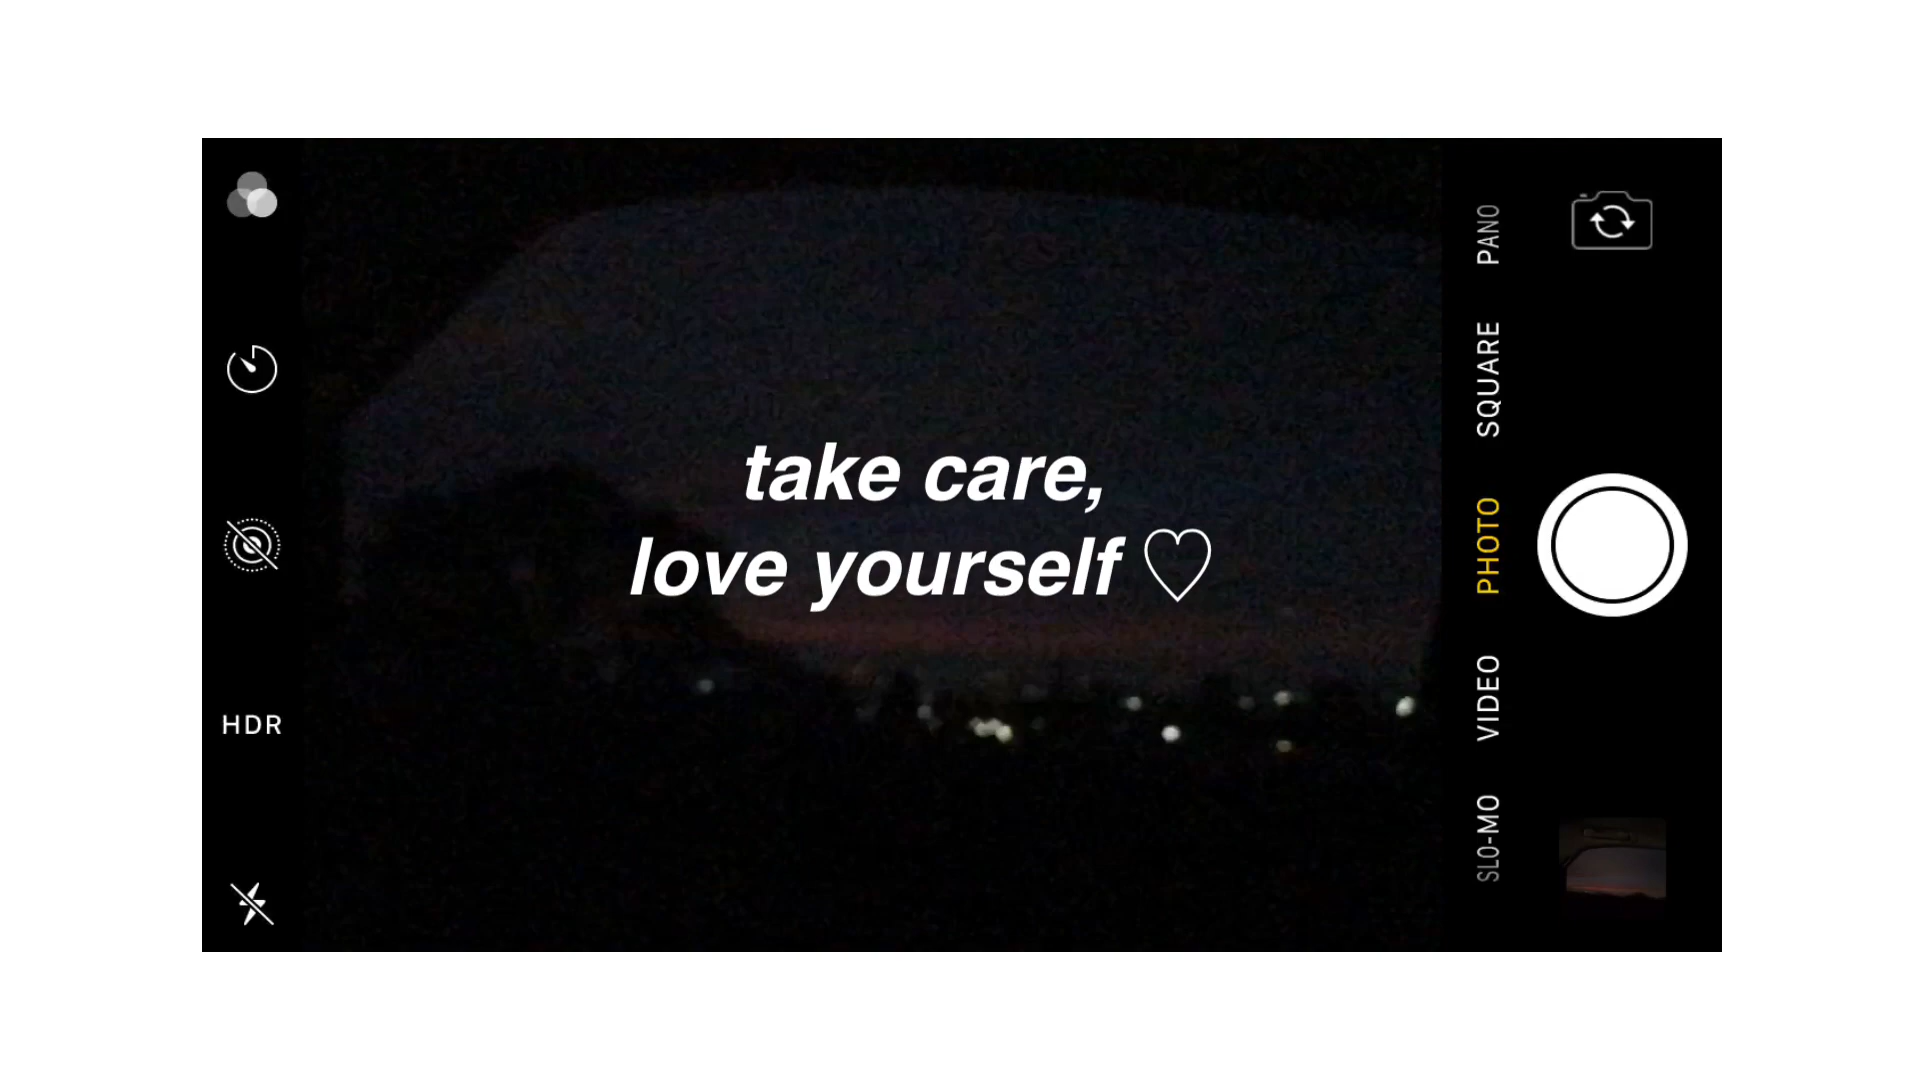 take care,
love yourself ♡
HDR
PANO
SQUARE
PHOTO
VIDEO
SLO-MO